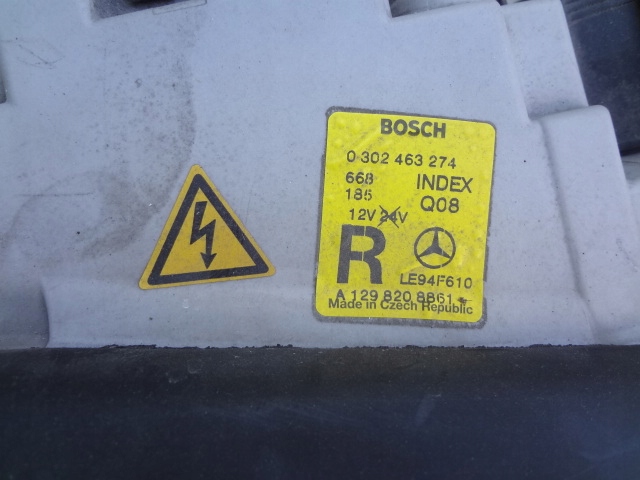 BOSCH
0 302 463 274
668 INDEX
185 Q08
12V 24V
R
LE94F610
A 129 820 8861
Made in Czech Republic